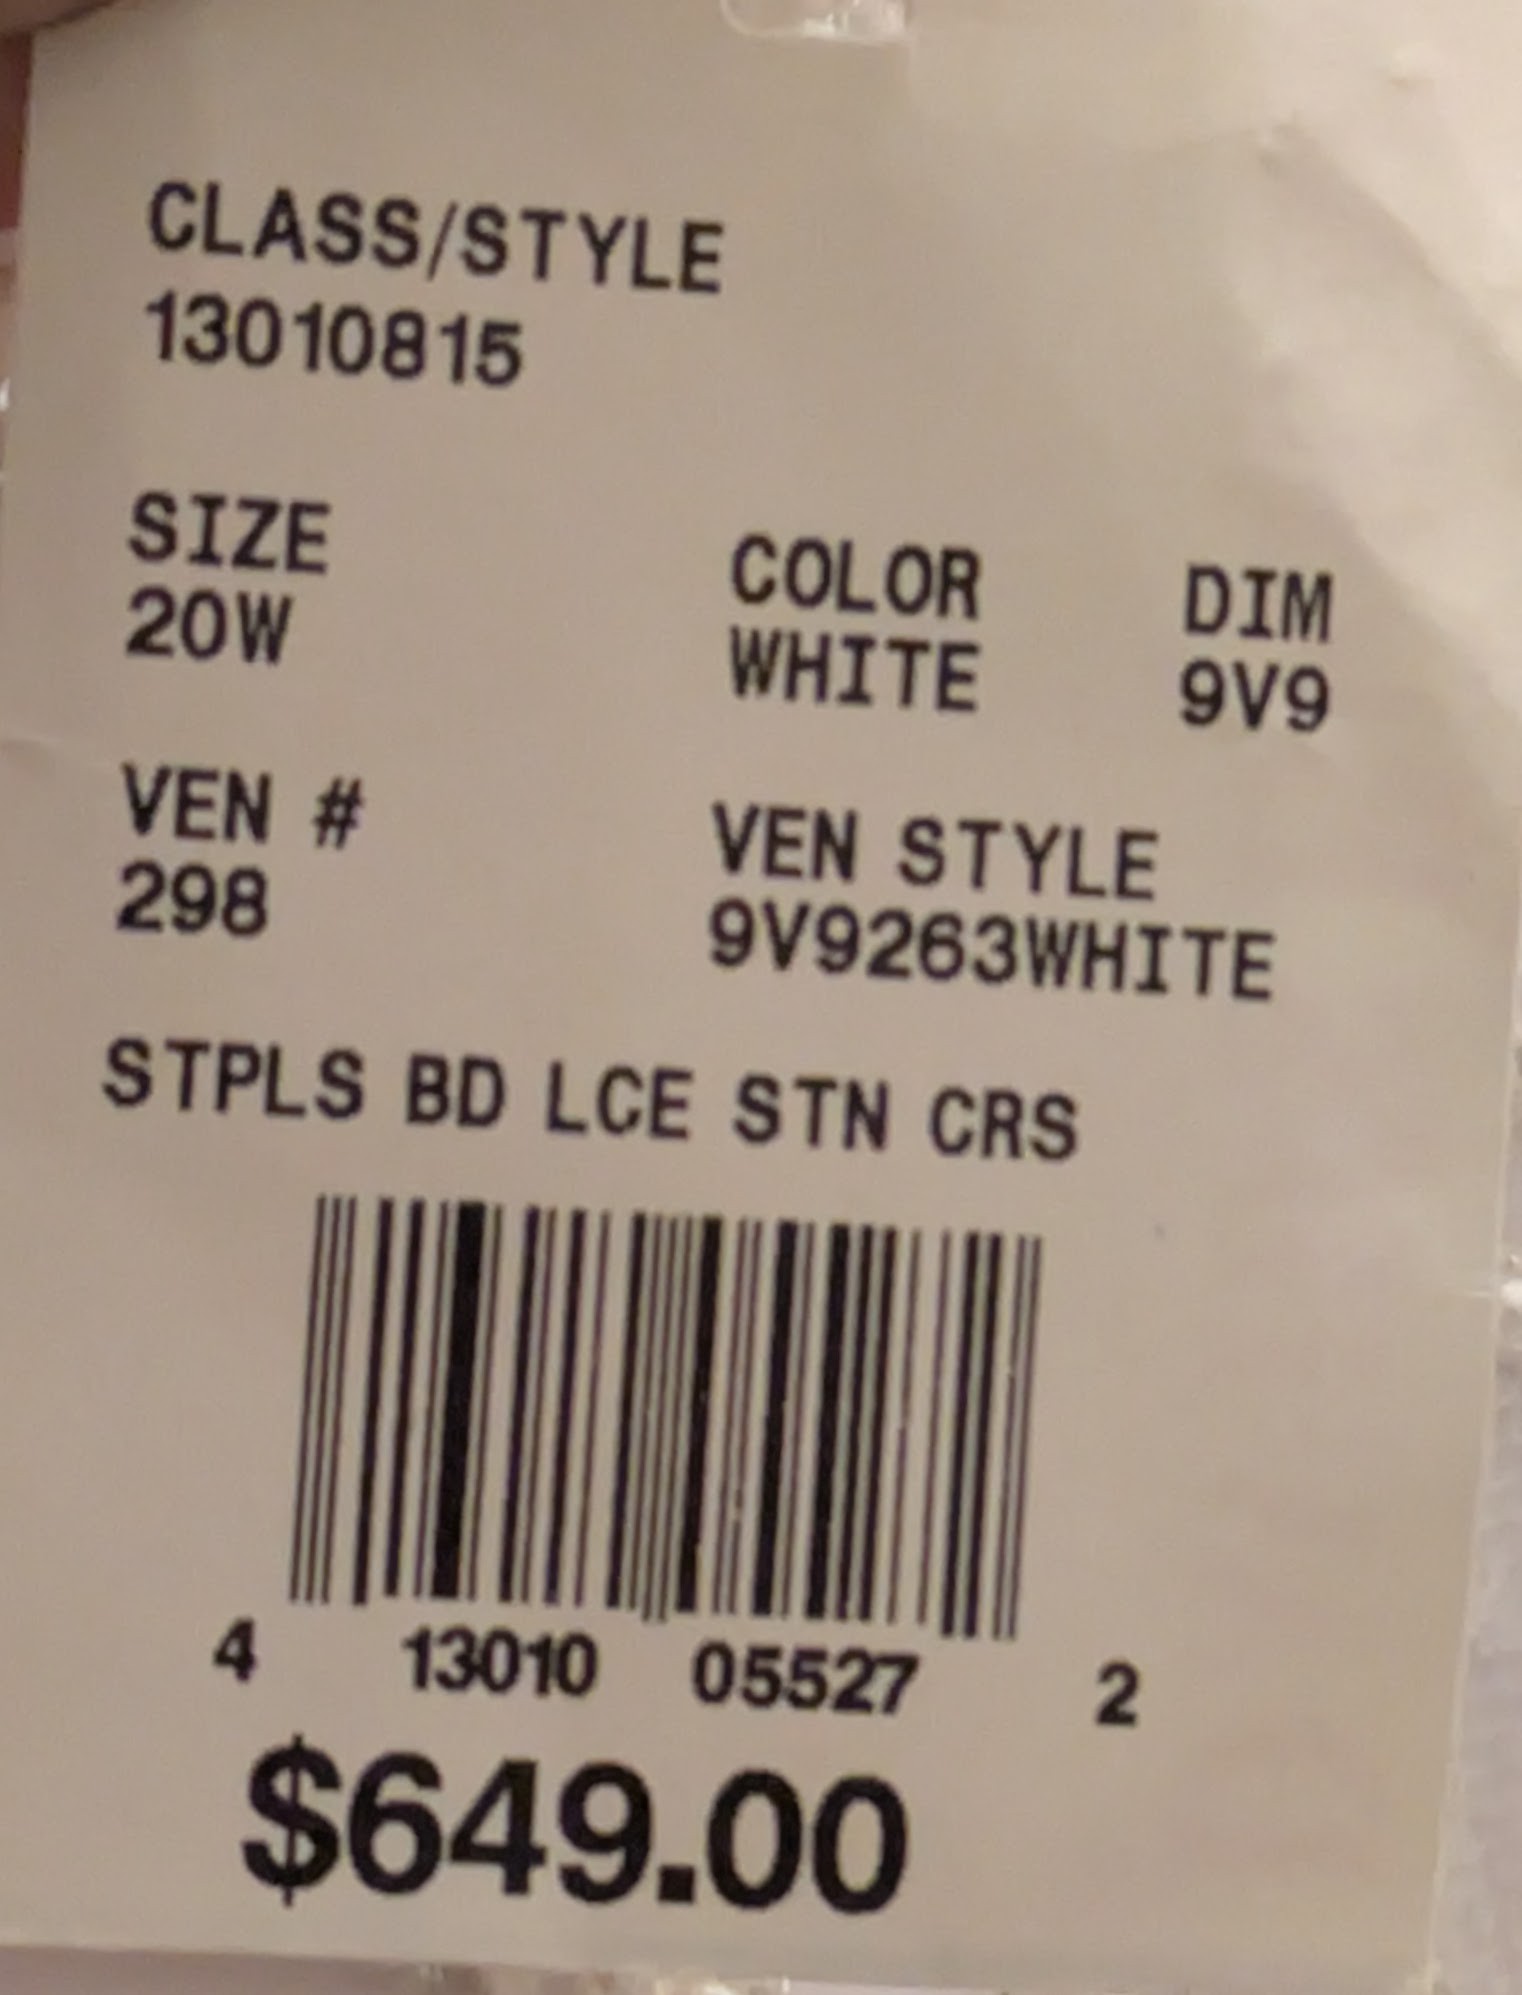 CLASS/STYLE
13010815
SIZE
20W
COLOR
WHITE
DIM
9V9
VEN #
298
VEN STYLE
9V9263WHITE
STPLS BD LCE STN CRS
4 13010 05527 2
$649.00